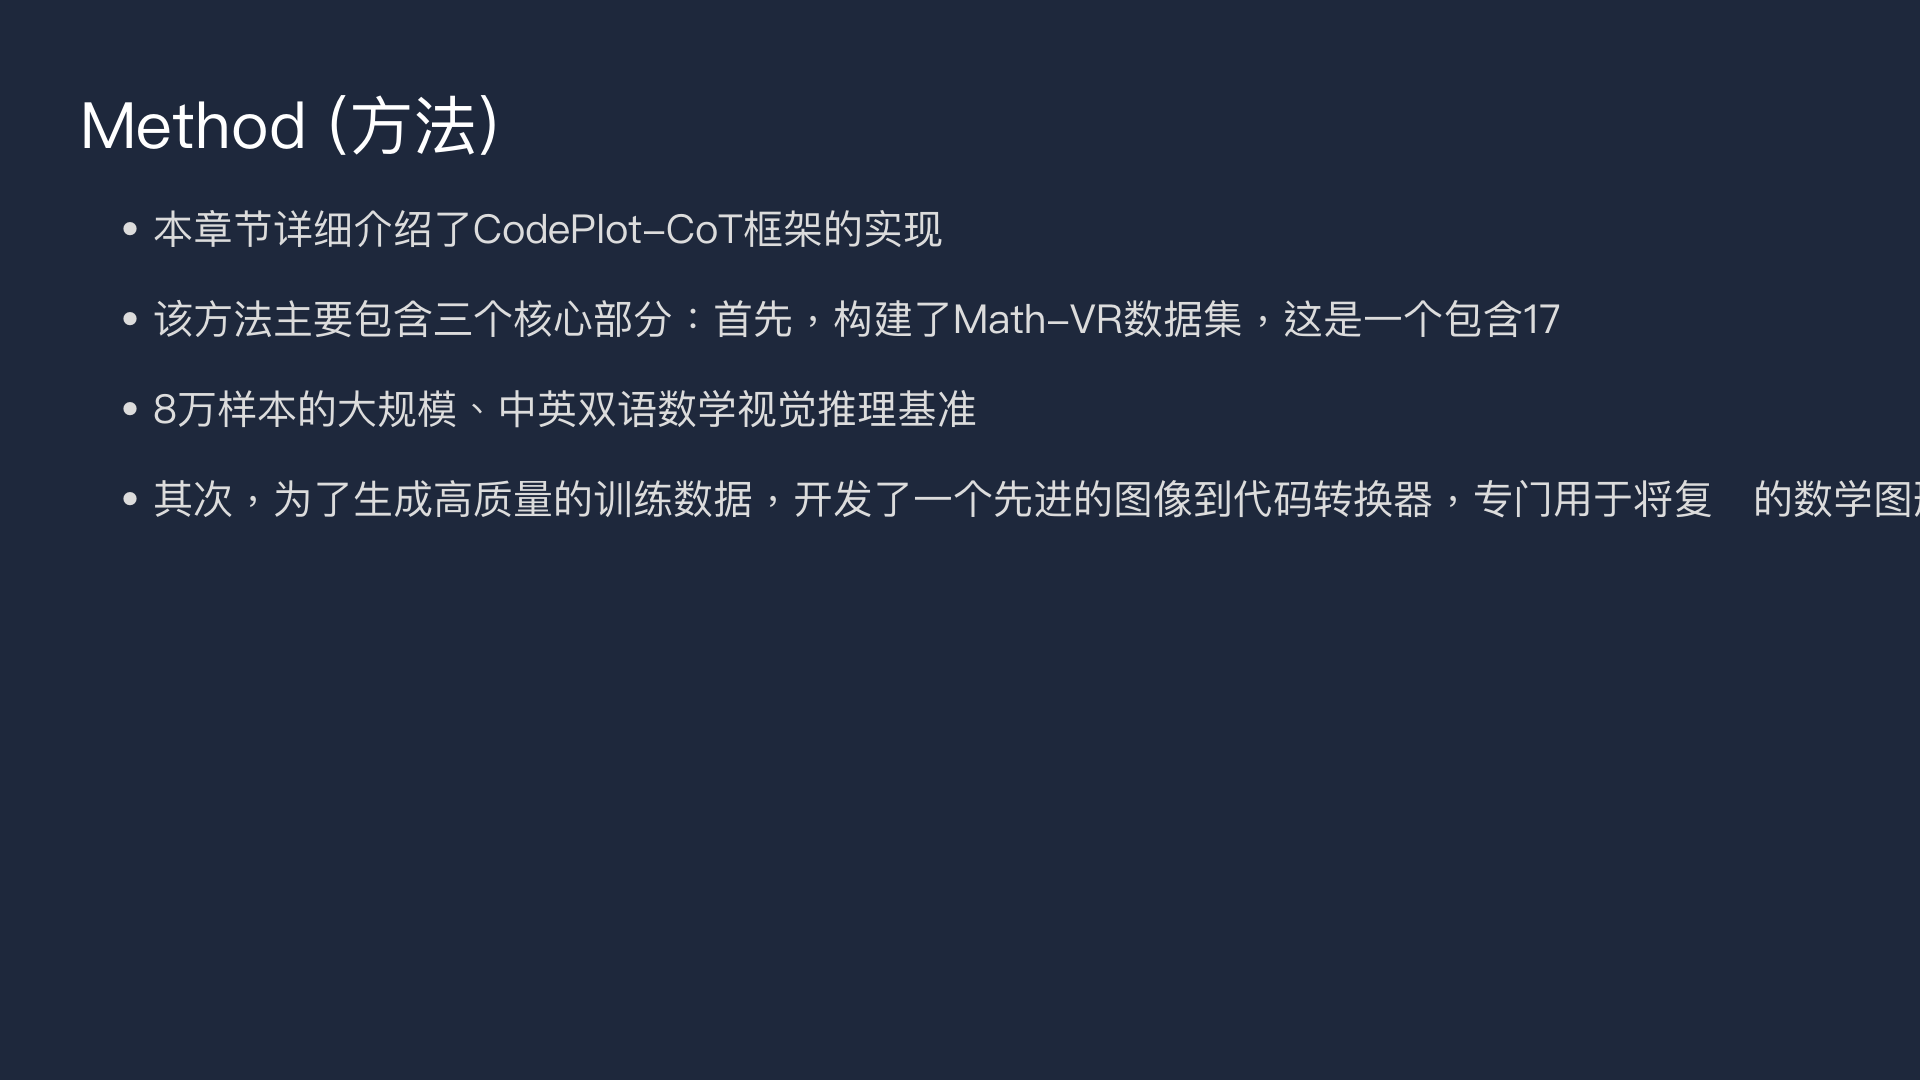 Method (方法)
• 本章节详细介绍了CodePlot-CoT框架的实现
• 该方法主要包含三个核心部分：首先，构建了Math-VR数据集，这是一个包含17
• 8万样本的大规模、中英双语数学视觉推理基准
• 其次，为了生成高质量的训练数据，开发了一个先进的图像到代码转换器，专门用于将复 的数学图